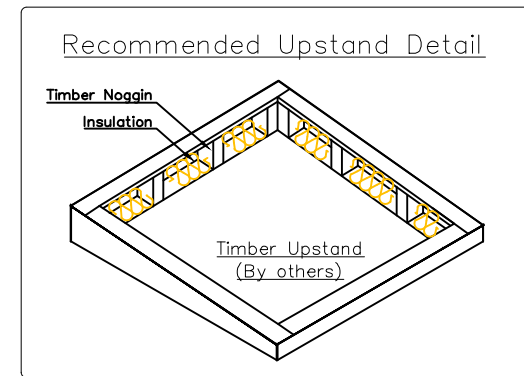 Recommended Upstand Detail
Timber Noggin
Insulation
Timber Upstand
(By others)